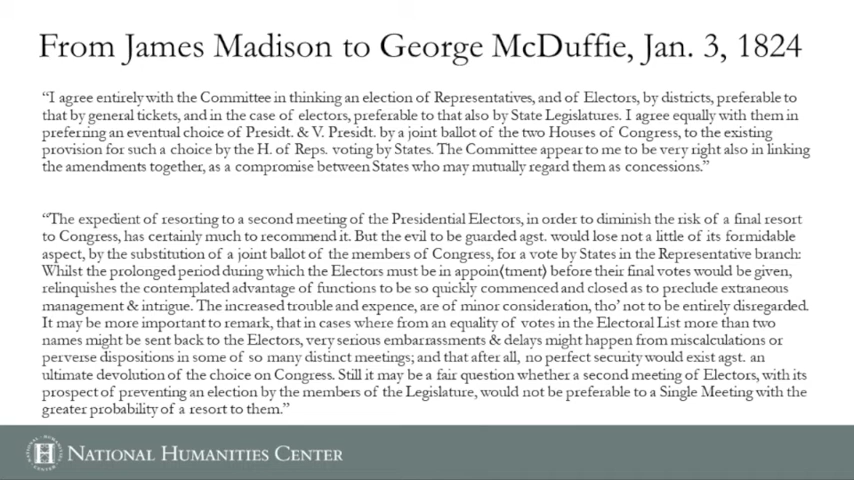 From James Madison to George McDuffie, Jan. 3, 1824
“I agree entirely with the Committee in thinking an election of Representatives, and of Electors, by districts, preferable to
that by general tickets, and in the case of electors, preferable to that also by State Legislatures. I agree equally with them in
preferring an eventual choice of Presidt. & V. Presidt. by a joint ballot of the two Houses of Congress, to the existing
provision for such a choice by the H. of Reps. voting by States. The Committee appear to me to be very right also in linking
the amendments together, as a compromise between States who may mutually regard them as concessions.”
“The expedient of resorting to a second meeting of the Presidential Electors, in order to diminish the risk of a final resort
to Congress, has certainly much to recommend it. But the evil to be guarded agst. would lose not a little of its formidable
aspect, by the substitution of a joint ballot of the members of Congress, for a vote by States in the Representative branch:
Whilst the prolonged period during which the Electors must be in appoin(tment) before their final votes would be given,
relinquishes the contemplated advantage of functions to be so quickly commenced and closed as to preclude extraneous
management & intrigue. The increased trouble and expence, are of minor consideration, tho’ not to be entirely disregarded.
It may be more important to remark, that in cases where from an equality of votes in the Electoral List more than two
names might be sent back to the Electors, very serious embarrassments & delays might happen from miscalculations or
perverse dispositions in some of so many distinct meetings; and that after all, no perfect security would exist agst. an
ultimate devolution of the choice on Congress. Still it may be a fair question whether a second meeting of Electors, with its
prospect of preventing an election by the members of the Legislature, would not be preferable to a Single Meeting with the
greater probability of a resort to them.”
NATIONAL HUMANITIES CENTER